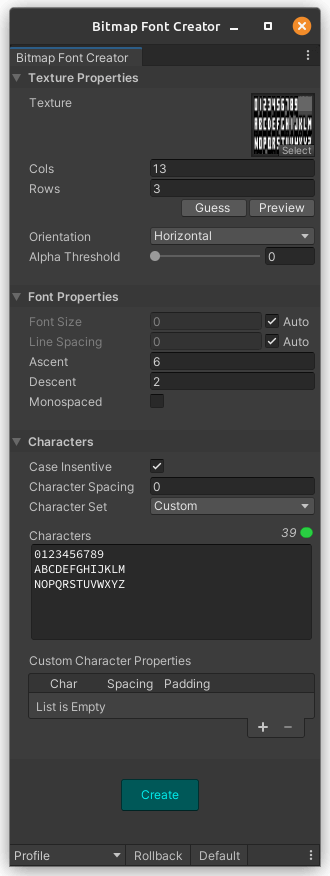 Bitmap Font Creator
Bitmap Font Creator
Texture Properties
Texture
0123456789
ABCDEFGHIJKLM
NOPQRS
Select
Cols 13
Rows 3
Guess Preview
Orientation Horizontal
Alpha Threshold 0
Font Properties
Font Size 0 Auto
Line Spacing 0 Auto
Ascent 6
Descent 2
Monospaced
Characters
Case Insentive
Character Spacing 0
Character Set Custom
Characters 39
0123456789
ABCDEFGHIJKLM
NOPQRSTUVWXYZ
Custom Character Properties
Char Spacing Padding
List is Empty
+ −
Create
Profile Rollback Default